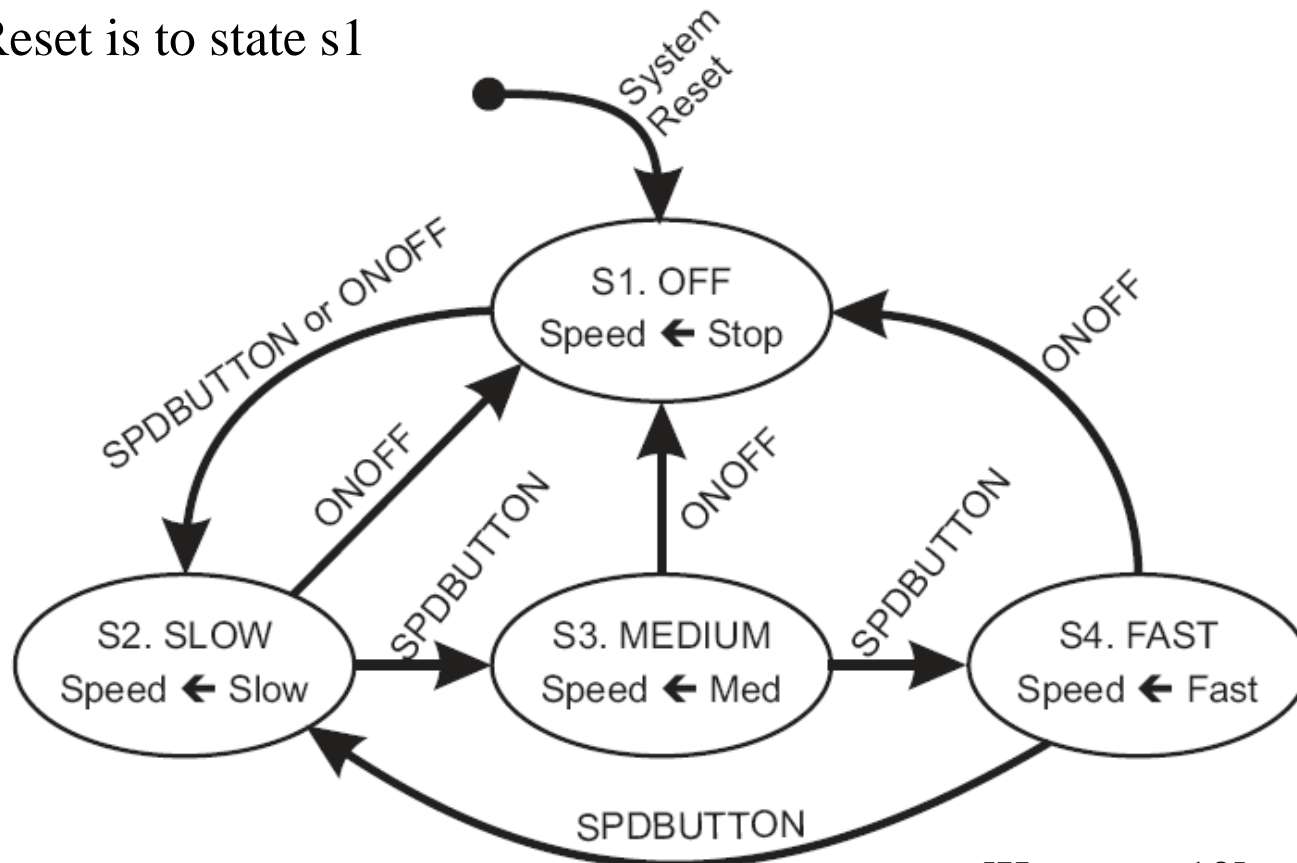 Reset is to state s1
System
Reset
SPDBUTTON or ONOFF
S1. OFF
Speed 🡰 Stop
ONOFF
ONOFF
SPDBUTTON
ONOFF
SPDBUTTON
S2. SLOW
Speed 🡰 Slow
S3. MEDIUM
Speed 🡰 Med
S4. FAST
Speed 🡰 Fast
SPDBUTTON